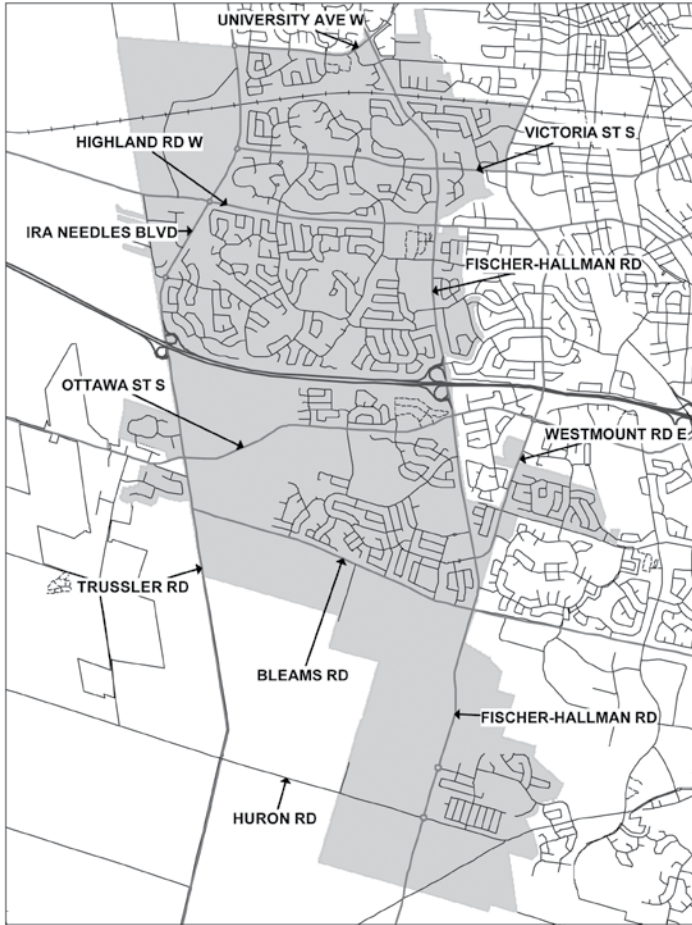 UNIVERSITY AVE W
VICTORIA ST S
HIGHLAND RD W
IRA NEEDLES BLVD
FISCHER-HALLMAN RD
OTTAWA ST S
WESTMOUNT RD E
TRUSSLER RD
BLEAMS RD
FISCHER-HALLMAN RD
HURON RD